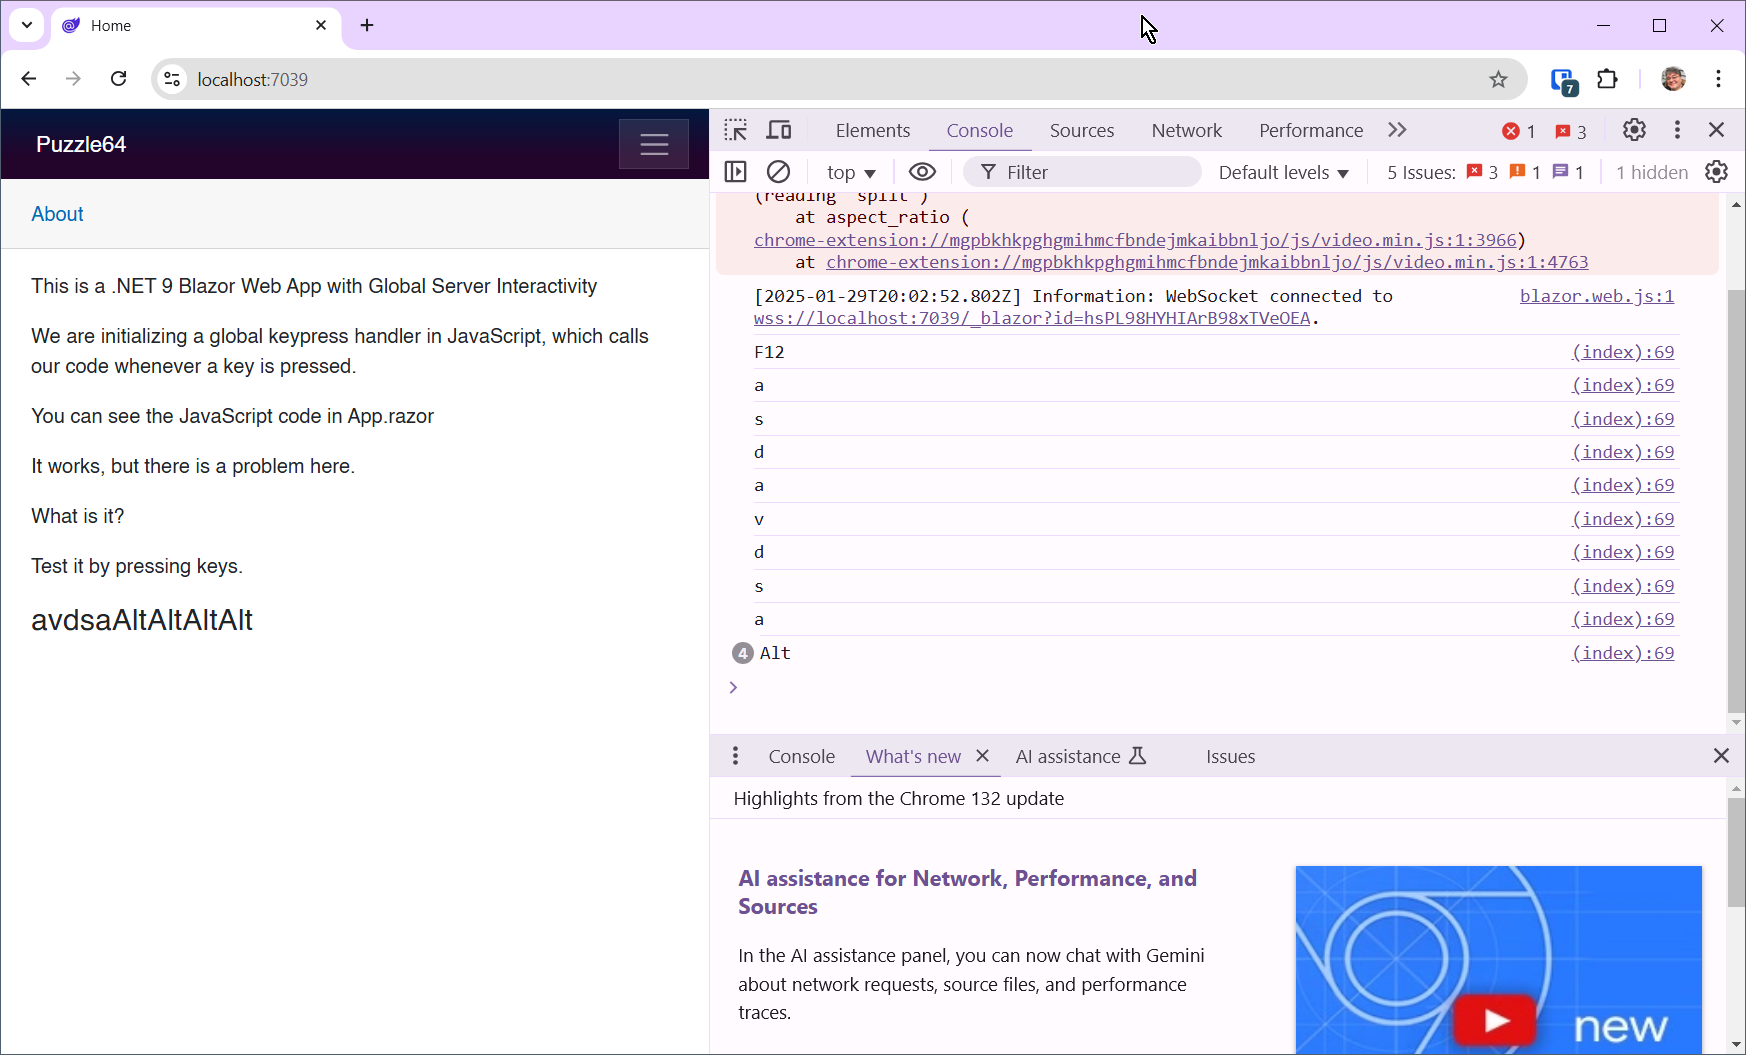 Home
localhost:7039
7
Puzzle64
About
This is a .NET 9 Blazor Web App with Global Server Interactivity
We are initializing a global keypress handler in JavaScript, which calls
our code whenever a key is pressed.
You can see the JavaScript code in App.razor
It works, but there is a problem here.
What is it?
Test it by pressing keys.
avdsaAltAltAltAlt
Elements Console Sources Network Performance 1 3
top Filter Default levels 5 Issues: 3 1 1 1 hidden
(reading 'split')
at aspect_ratio (
chrome-extension://mgpbkhkpghgmihmcfbndejmkaibbnljo/js/video.min.js:1:3966)
at chrome-extension://mgpbkhkpghgmihmcfbndejmkaibbnljo/js/video.min.js:1:4763
[2025-01-29T20:02:52.802Z] Information: WebSocket connected to blazor.web.js:1
wss://localhost:7039/_blazor?id=hsPL98HYHIArB98xTVeOEA.
F12 (index):69
a (index):69
s (index):69
d (index):69
a (index):69
v (index):69
d (index):69
s (index):69
a (index):69
4 Alt (index):69
Console What's new AI assistance Issues
Highlights from the Chrome 132 update
AI assistance for Network, Performance, and
Sources
In the AI assistance panel, you can now chat with Gemini
about network requests, source files, and performance
traces.
new